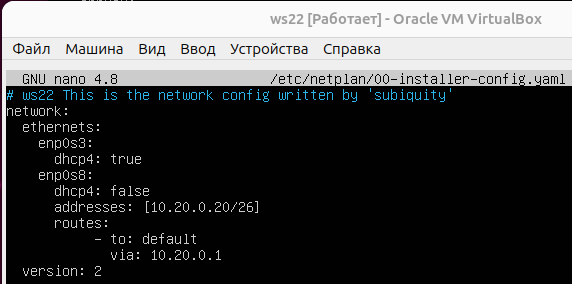 ws22 [Работает] - Oracle VM VirtualBox
Файл Машина Вид Ввод Устройства Справка
GNU nano 4.8 /etc/netplan/00-installer-config.yaml
# ws22 This is the network config written by 'subiquity'
network:
  ethernets:
    enp0s3:
      dhcp4: true
    enp0s8:
      dhcp4: false
      addresses: [10.20.0.20/26]
      routes:
           - to: default
             via: 10.20.0.1
  version: 2